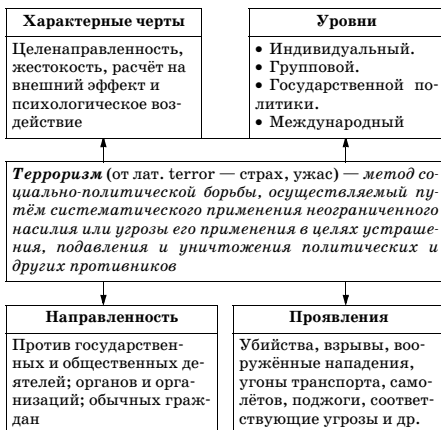 Характерные черты
Целенаправленность,
жестокость, расчёт на
внешний эффект и
психологическое воз-
действие
Уровни
• Индивидуальный.
• Групповой.
• Государственной по-
литики.
• Международный
Терроризм (от лат. terror — страх, ужас) — метод со-
циально-политической борьбы, осуществляемый пу-
тём систематического применения неограниченного
насилия или угрозы его применения в целях устраше-
ния, подавления и уничтожения политических и
других противников
Направленность
Против государствен-
ных и общественных де-
ятелей; органов и орга-
низаций; обычных граж-
дан
Проявления
Убийства, взрывы, воо-
ружённые нападения,
угоны транспорта, само-
лётов, поджоги, соответ-
ствующие угрозы и др.